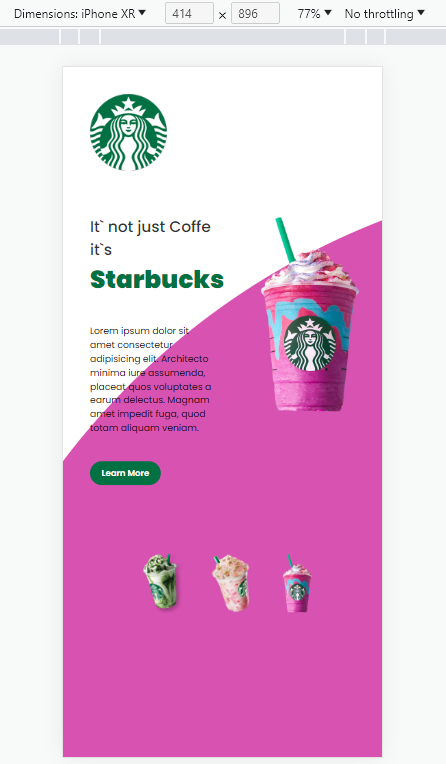 Dimensions: iPhone XR ▼ 414 × 896 77% ▼ No throttling ▼
It` not just Coffe
it`s
Starbucks
Lorem ipsum dolor sit,
amet consectetur
adipisicing elit. Architecto
minima iure assumenda,
placeat quos voluptates a
earum delectus. Magnam
amet impedit fuga, quod
totam aliquam veniam.
Learn More